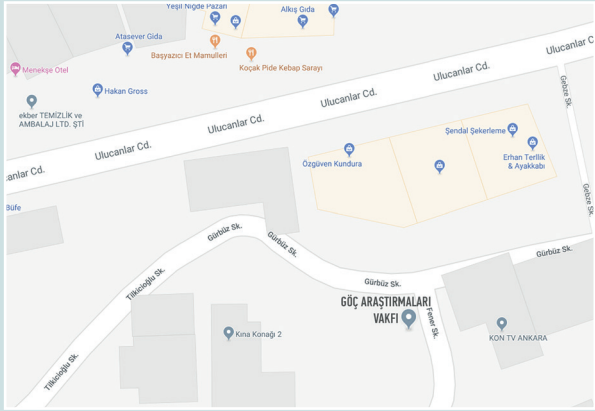 Yeşil Niğde Pazarı
Alkış Gıda
Atasever Gıda
Başyazıcı Et Mamulleri
Koçak Pide Kebap Sarayı
Menekşe Otel
Hakan Gross
ekber TEMİZLİK ve
AMBALAJ LTD. ŞTİ
Ulucanlar C
Ulucanlar Cd.
Ulucanlar Cd.
Ulucanlar Cd.
Ulucanlar Cd.
anlar Cd.
Gebze Sk.
Gebze Sk.
Şendal Şekerleme
Özgüven Kundura
Erhan Terlik
& Ayakkabı
Büfe
Gürbüz Sk.
Gürbüz Sk.
Gürbüz Sk.
Gürbüz Sk.
Tilkicioğlu Sk.
Tilkicioğlu Sk.
GÖÇ ARAŞTIRMALARI
VAKFI
Fener Sk.
Kına Konağı 2
KON TV ANKARA